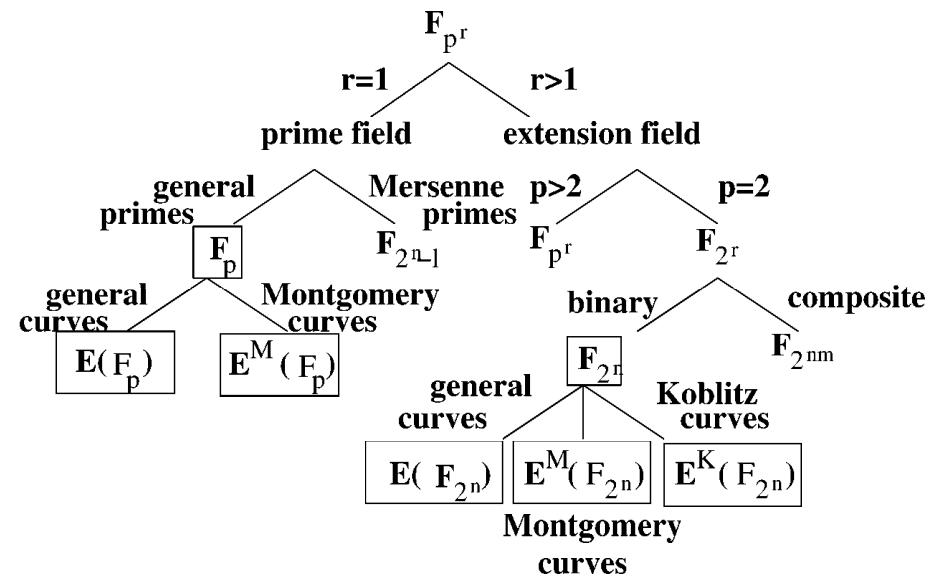 F_{p^r}
r=1 r>1
prime field extension field
general Mersenne p>2 p=2
primes primes
F_p F_{2^n-1} F_{p^r} F_{2^r}
general Montgomery binary composite
curves curves
E(F_p) E^M(F_p) F_{2^n} F_{2^{nm}}
general Koblitz
curves curves
E(F_{2^n}) E^M(F_{2^n}) E^K(F_{2^n})
Montgomery
curves